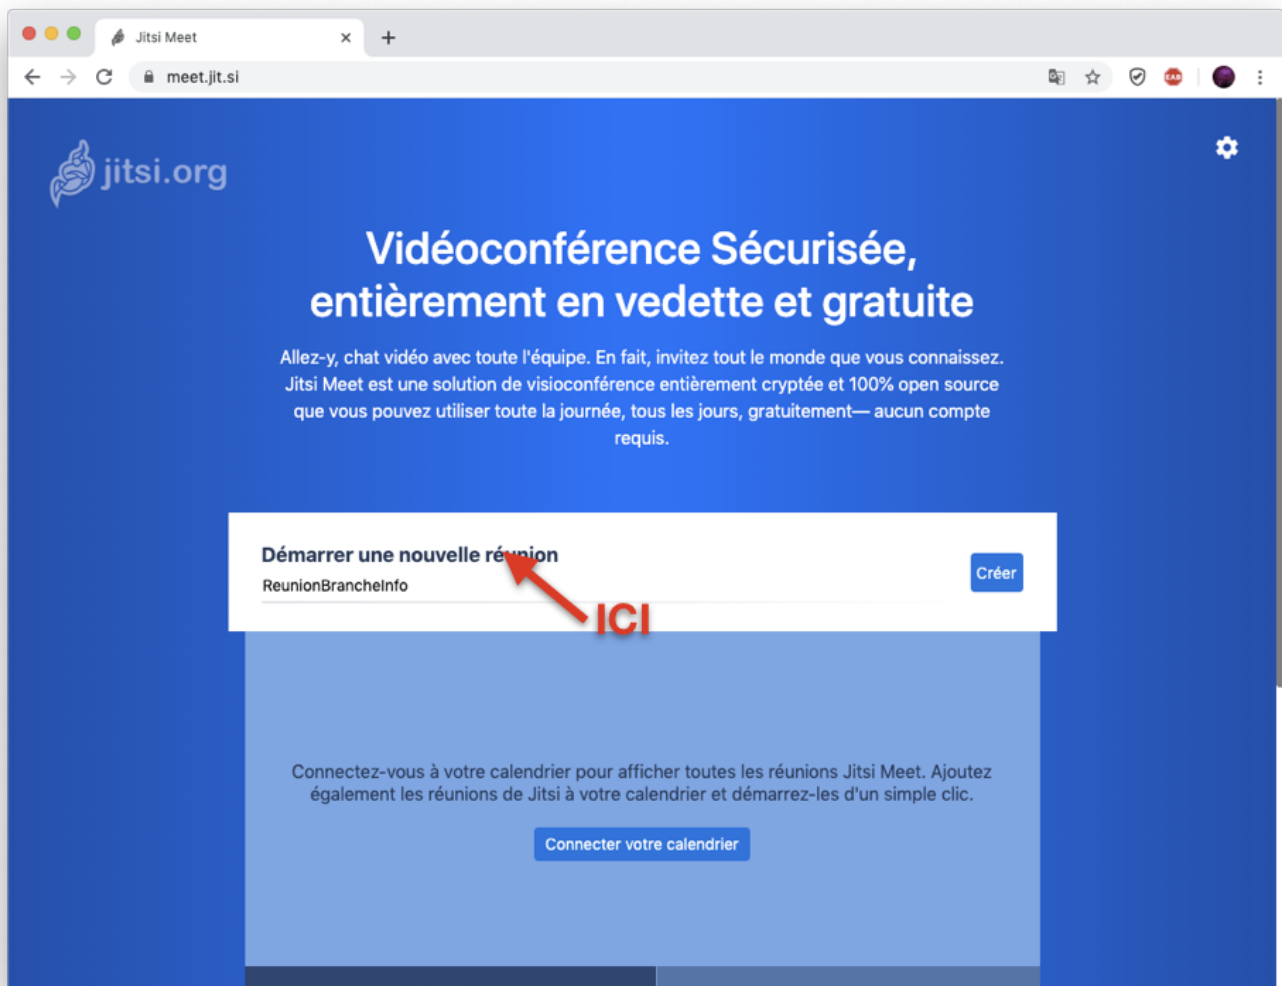 Jitsi Meet
meet.jit.si
jitsi.org
Vidéoconférence Sécurisée,
entièrement en vedette et gratuite
Allez-y, chat vidéo avec toute l'équipe. En fait, invitez tout le monde que vous connaissez.
Jitsi Meet est une solution de visioconférence entièrement cryptée et 100% open source
que vous pouvez utiliser toute la journée, tous les jours, gratuitement— aucun compte
requis.
Démarrer une nouvelle réunion
ReunionBrancheInfo
Créer
ICI
Connectez-vous à votre calendrier pour afficher toutes les réunions Jitsi Meet. Ajoutez
également les réunions de Jitsi à votre calendrier et démarrez-les d'un simple clic.
Connecter votre calendrier